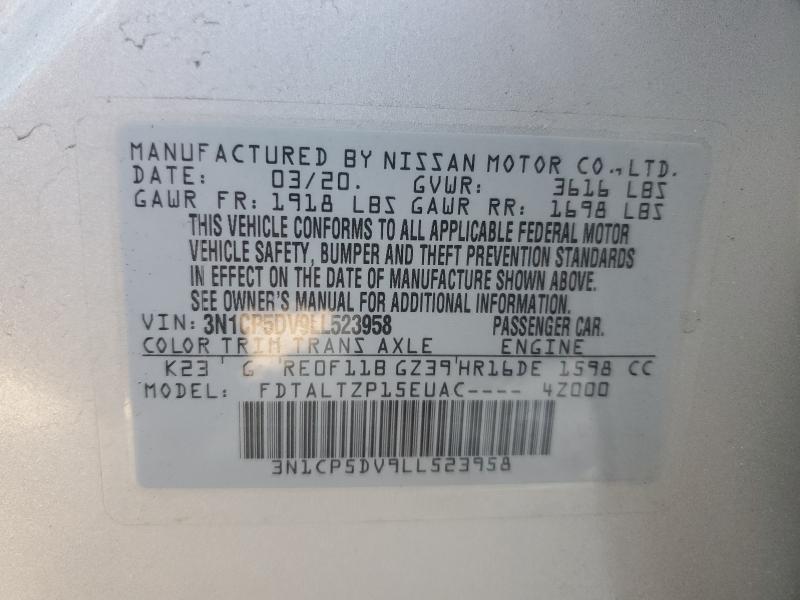 MANUFACTURED BY NISSAN MOTOR CO.,LTD.
DATE: 03/20. GVWR: 3616 LBS
GAWR FR: 1918 LBS GAWR RR: 1698 LBS
THIS VEHICLE CONFORMS TO ALL APPLICABLE FEDERAL MOTOR
VEHICLE SAFETY, BUMPER AND THEFT PREVENTION STANDARDS
IN EFFECT ON THE DATE OF MANUFACTURE SHOWN ABOVE.
SEE OWNER'S MANUAL FOR ADDITIONAL INFORMATION.
VIN: 3N1CP5DV9LL523958 PASSENGER CAR.
COLOR TRIM TRANS AXLE ENGINE
K23 G RE0F11B GZ39 HR16DE 1598 CC
MODEL: FDTALTZP15EUAC---- 4Z000
3N1CP5DV9LL523958